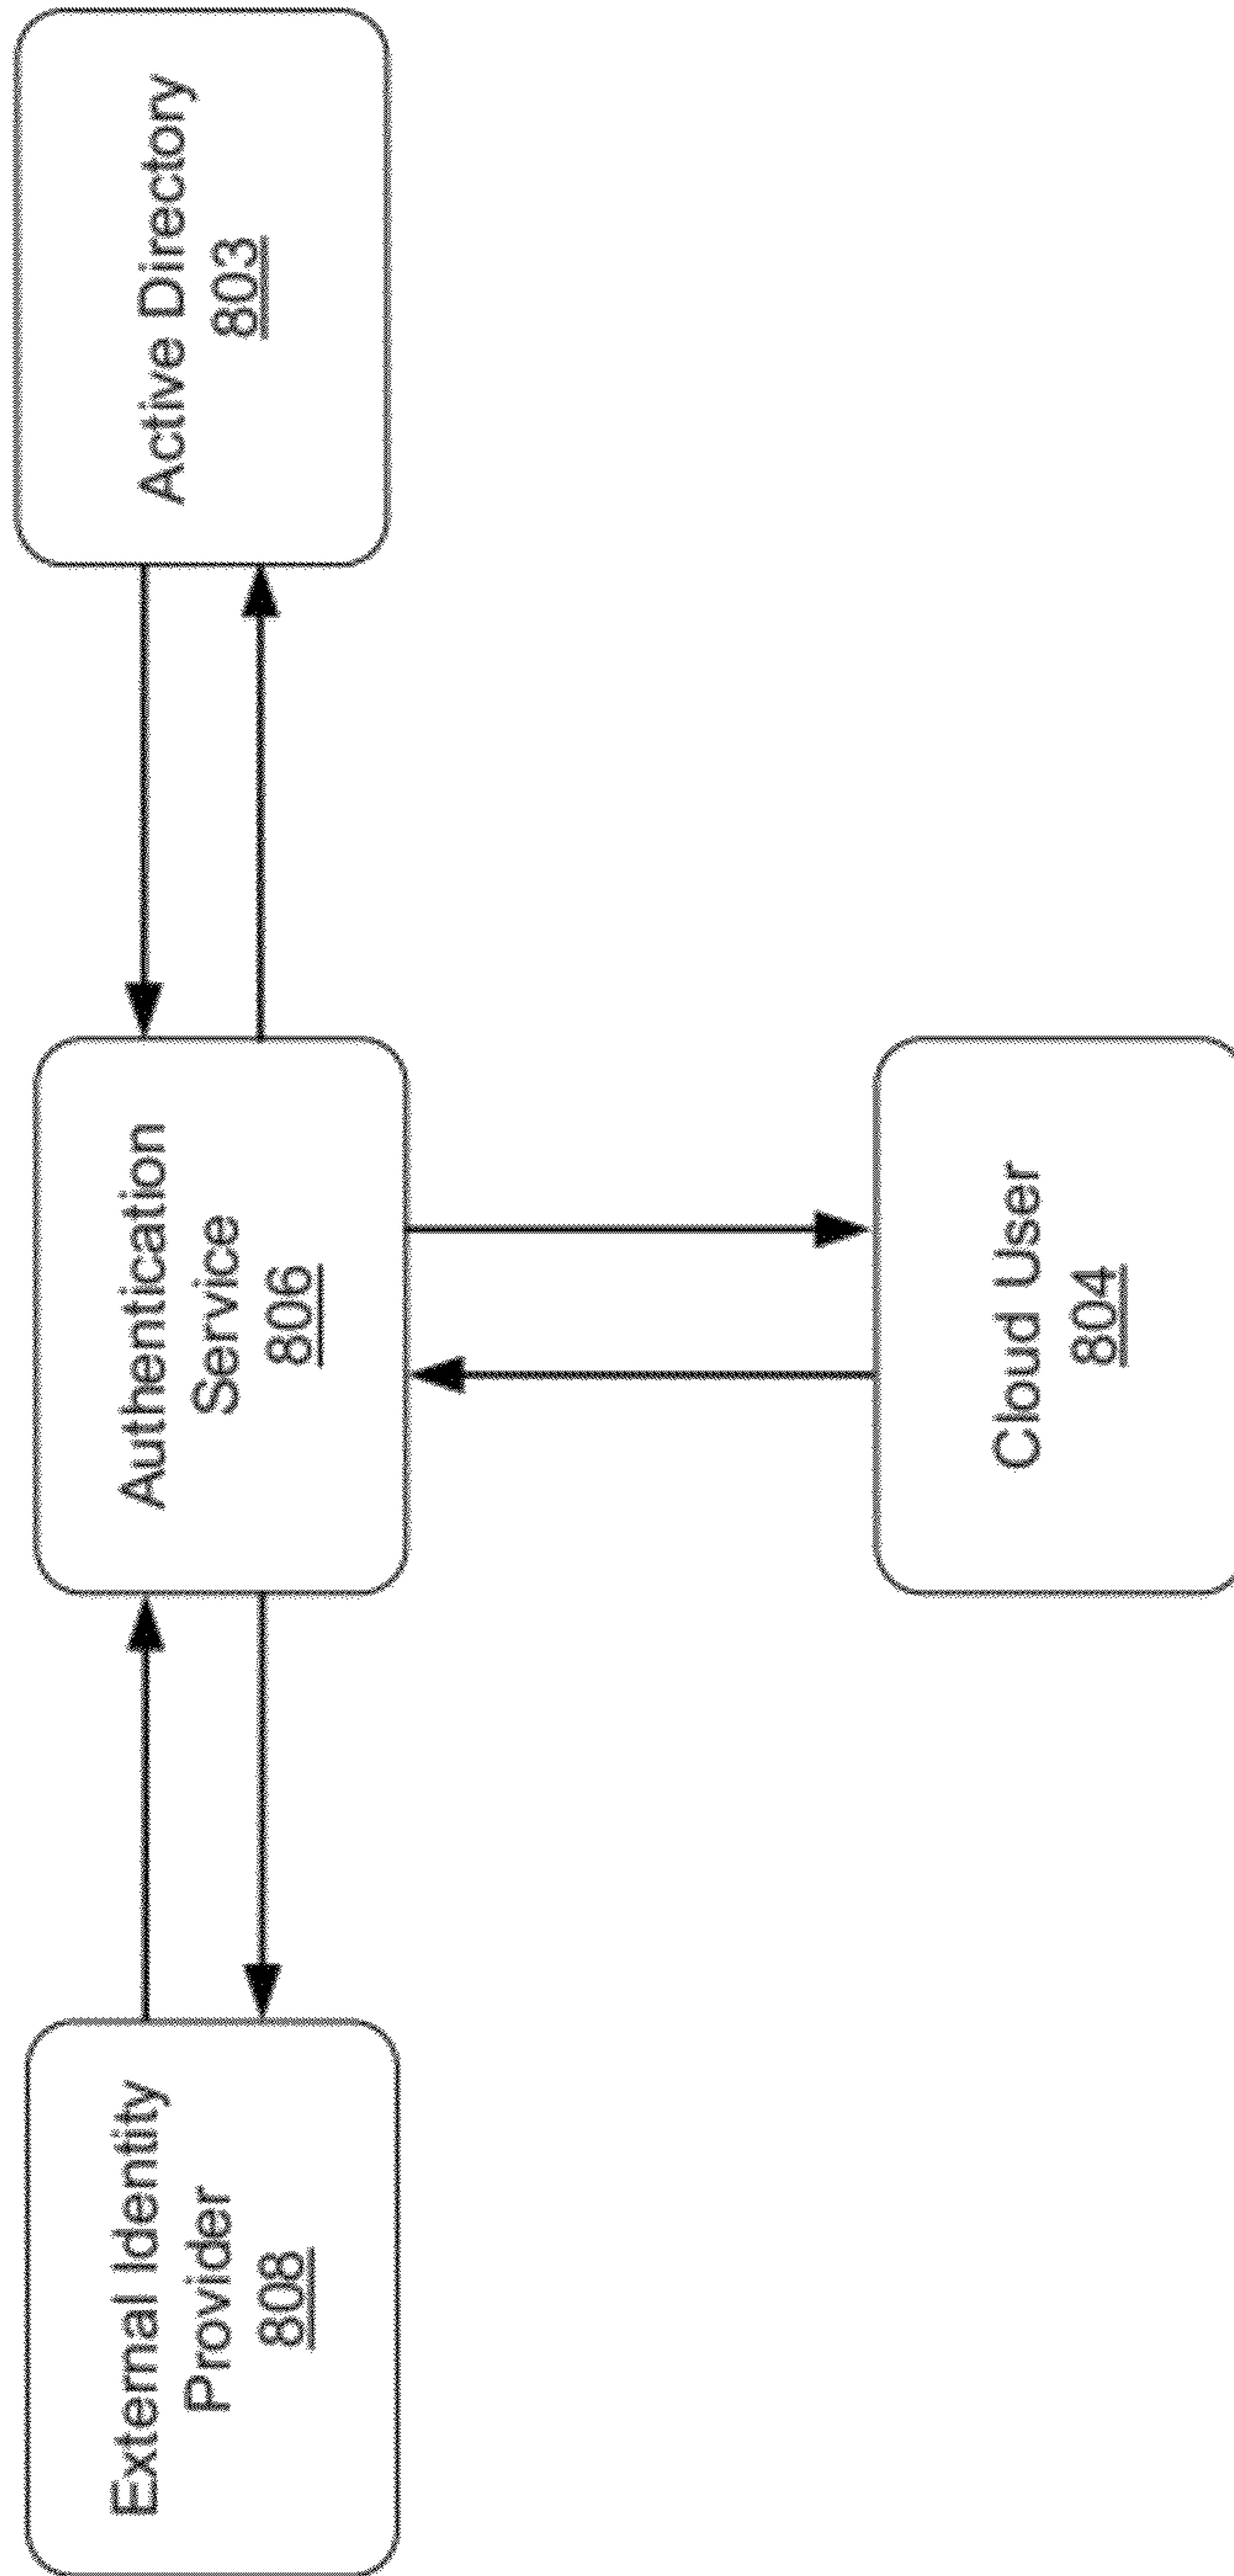 External Identity
Provider
808
Authentication
Service
806
Active Directory
803
Cloud User
804